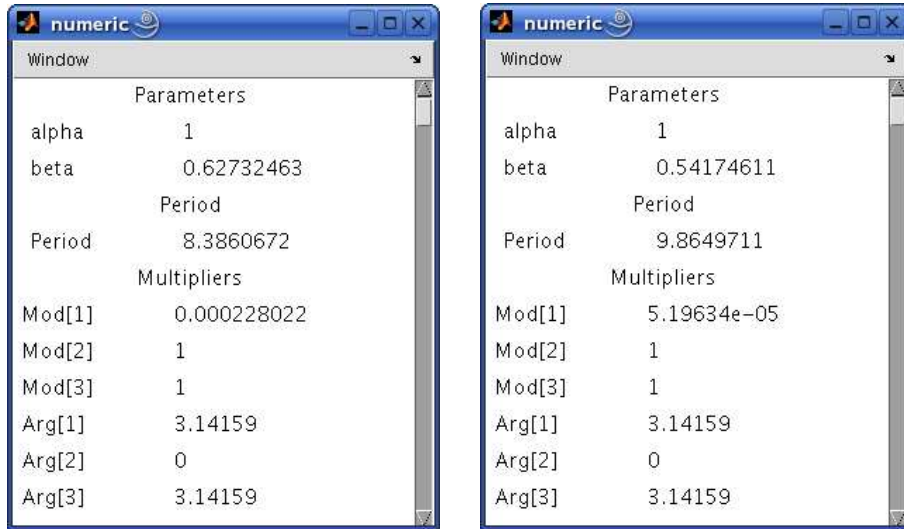 numeric
Window
Parameters
alpha 1
beta 0.62732463
Period
Period 8.3860672
Multipliers
Mod[1] 0.000228022
Mod[2] 1
Mod[3] 1
Arg[1] 3.14159
Arg[2] 0
Arg[3] 3.14159
numeric
Window
Parameters
alpha 1
beta 0.54174611
Period
Period 9.8649711
Multipliers
Mod[1] 5.19634e-05
Mod[2] 1
Mod[3] 1
Arg[1] 3.14159
Arg[2] 0
Arg[3] 3.14159